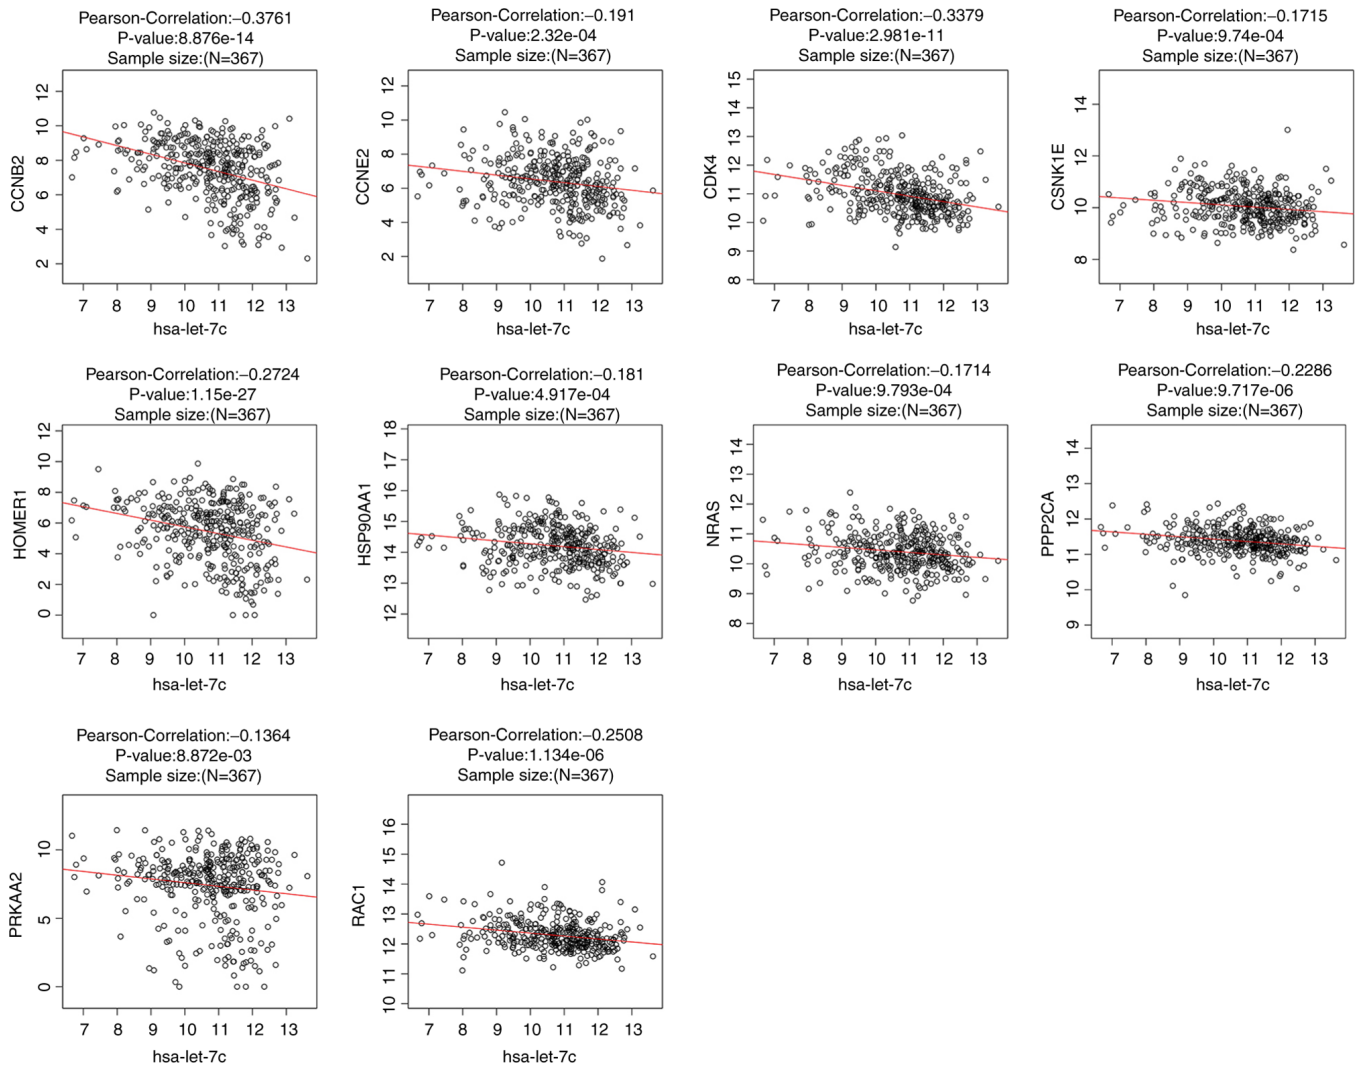 Pearson-Correlation:−0.3761
P-value:8.876e-14
Sample size:(N=367)
CCNB2
12
10
8
6
4
2
7 8 9 10 11 12 13
hsa-let-7c
Pearson-Correlation:−0.191
P-value:2.32e-04
Sample size:(N=367)
CCNE2
12
10
8
6
4
2
7 8 9 10 11 12 13
hsa-let-7c
Pearson-Correlation:−0.3379
P-value:2.981e-11
Sample size:(N=367)
CDK4
15
14
13
12
11
10
9
8
7 8 9 10 11 12 13
hsa-let-7c
Pearson-Correlation:−0.1715
P-value:9.74e-04
Sample size:(N=367)
CSNK1E
14
12
10
8
7 8 9 10 11 12 13
hsa-let-7c
Pearson-Correlation:−0.2724
P-value:1.15e-27
Sample size:(N=367)
HOMER1
12
10
8
6
4
2
0
7 8 9 10 11 12 13
hsa-let-7c
Pearson-Correlation:−0.181
P-value:4.917e-04
Sample size:(N=367)
HSP90AA1
18
17
16
15
14
13
12
7 8 9 10 11 12 13
hsa-let-7c
Pearson-Correlation:−0.1714
P-value:9.793e-04
Sample size:(N=367)
NRAS
14
13
12
11
10
9
8
7 8 9 10 11 12 13
hsa-let-7c
Pearson-Correlation:−0.2286
P-value:9.717e-06
Sample size:(N=367)
PPP2CA
14
13
12
11
10
9
7 8 9 10 11 12 13
hsa-let-7c
Pearson-Correlation:−0.1364
P-value:8.872e-03
Sample size:(N=367)
PRKAA2
10
5
0
7 8 9 10 11 12 13
hsa-let-7c
Pearson-Correlation:−0.2508
P-value:1.134e-06
Sample size:(N=367)
RAC1
16
15
14
13
12
11
10
7 8 9 10 11 12 13
hsa-let-7c